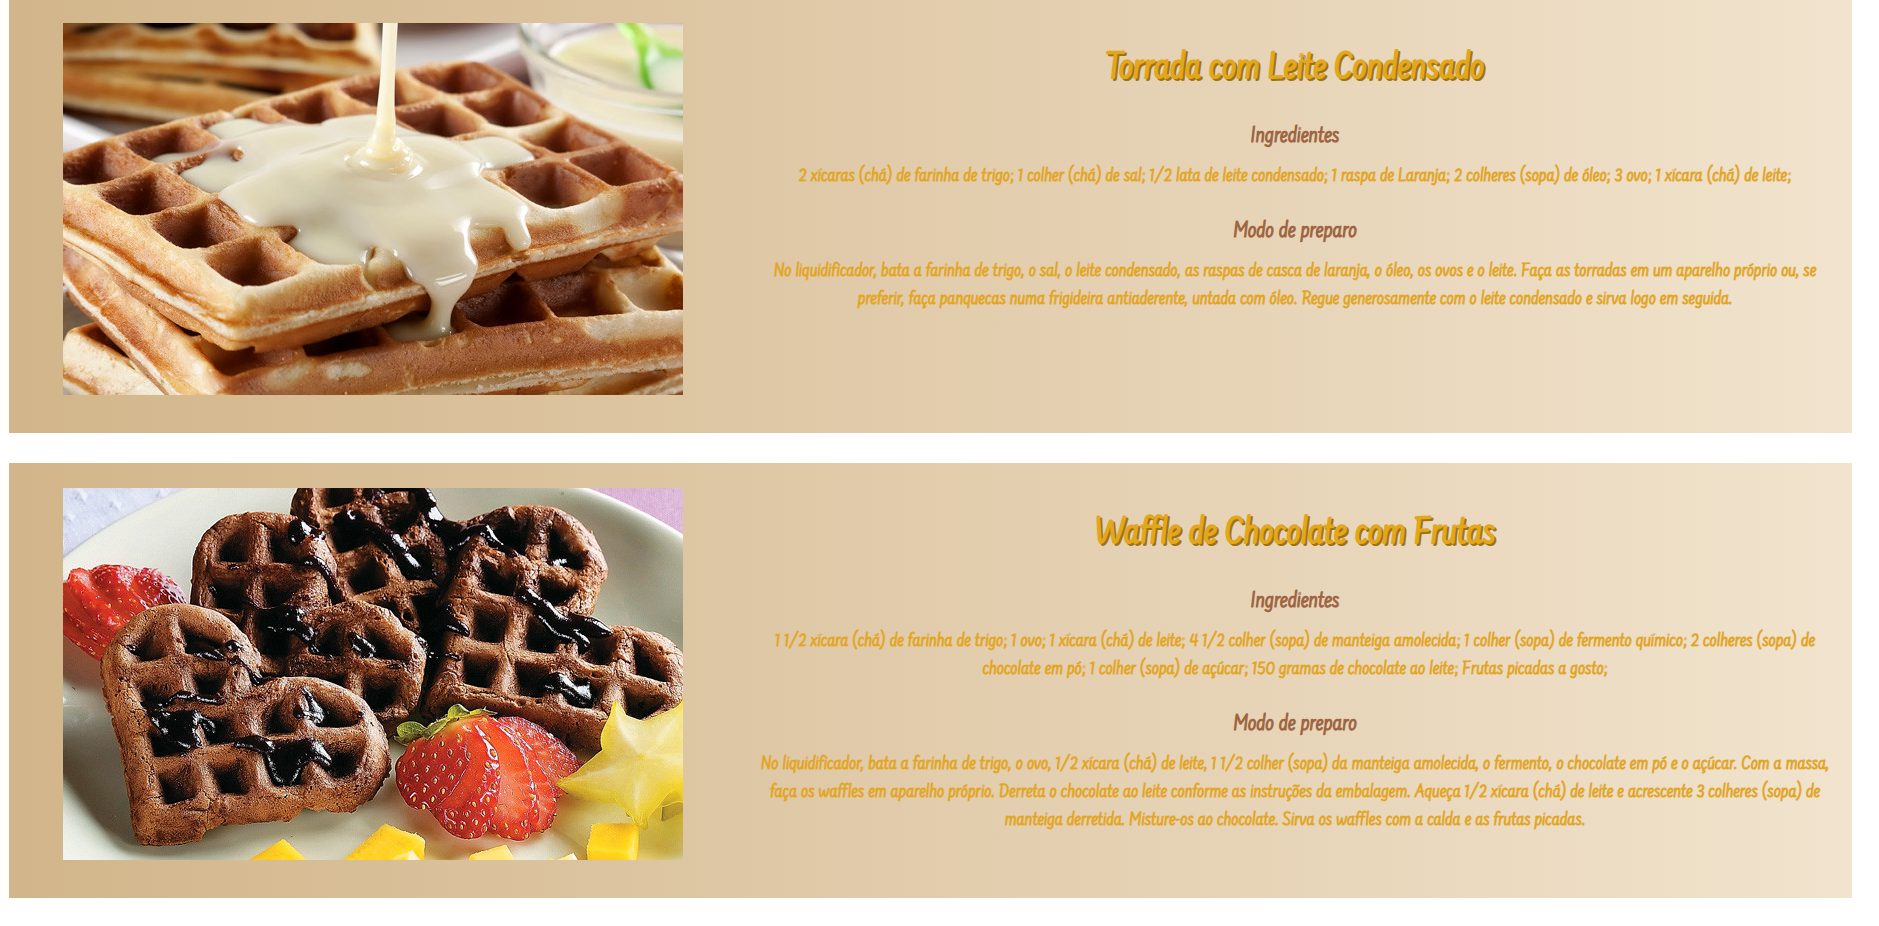 Torrada com Leite Condensado
Ingredientes
2 xícaras (chá) de farinha de trigo; 1 colher (chá) de sal; 1/2 lata de leite condensado; 1 raspa de Laranja; 2 colheres (sopa) de óleo; 3 ovo; 1 xícara (chá) de leite;
Modo de preparo
No liquidificador, bata a farinha de trigo, o sal, o leite condensado, as raspas de casca de laranja, o óleo, os ovos e o leite. Faça as torradas em um aparelho próprio ou, se
preferir, faça panquecas numa frigideira antiaderente, untada com óleo. Regue generosamente com o leite condensado e sirva logo em seguida.
Waffle de Chocolate com Frutas
Ingredientes
1 1/2 xícara (chá) de farinha de trigo; 1 ovo; 1 xícara (chá) de leite; 4 1/2 colher (sopa) de manteiga amolecida; 1 colher (sopa) de fermento químico; 2 colheres (sopa) de
chocolate em pó; 1 colher (sopa) de açúcar; 150 gramas de chocolate ao leite; Frutas picadas a gosto;
Modo de preparo
No liquidificador, bata a farinha de trigo, o ovo, 1/2 xícara (chá) de leite, 1 1/2 colher (sopa) da manteiga amolecida, o fermento, o chocolate em pó e o açúcar. Com a massa,
faça os waffles em aparelho próprio. Derreta o chocolate ao leite conforme as instruções da embalagem. Aqueça 1/2 xícara (chá) de leite e acrescente 3 colheres (sopa) de
manteiga derretida. Misture-os ao chocolate. Sirva os waffles com a calda e as frutas picadas.